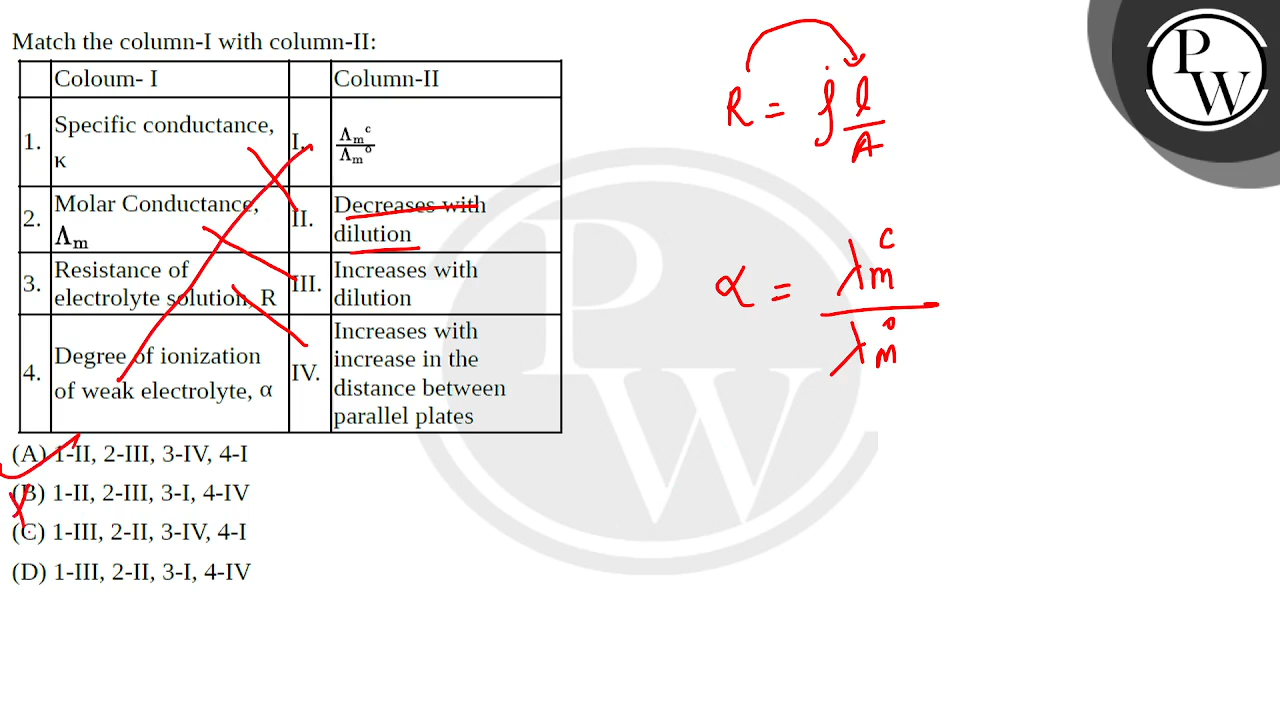 Match the column-I with column-II:
Coloum- I Column-II
1. Specific conductance, κ I. Λₘᶜ/Λₘ°
2. Molar Conductance, Λₘ II. Decreases with dilution
3. Resistance of electrolyte solution, R III. Increases with dilution
4. Degree of ionization of weak electrolyte, α IV. Increases with increase in the distance between parallel plates
(A) 1-II, 2-III, 3-IV, 4-I
(B) 1-II, 2-III, 3-I, 4-IV
(C) 1-III, 2-II, 3-IV, 4-I
(D) 1-III, 2-II, 3-I, 4-IV
R = ρ l/A
α = λₘᶜ/λₘ°
P
W
P
W